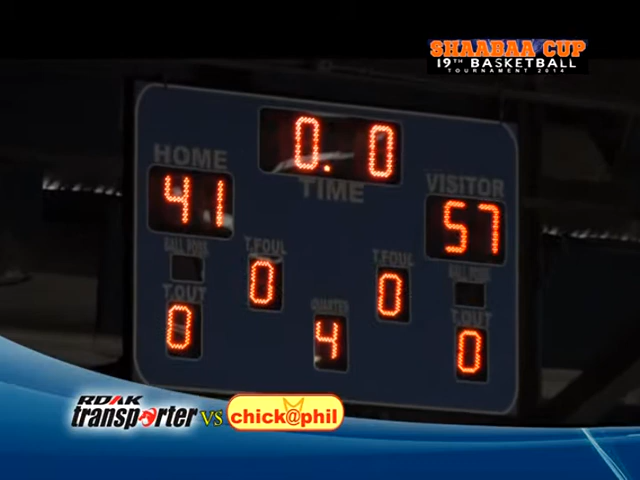 SHAABAA CUP
19TH BASKETBALL
TOURNAMENT 2014
0.0
HOME
TIME
VISITOR
41
57
T.FOUL
T.FOUL
T.OUT
0
0
QUARTER
T.OUT
0
4
0
RDAK
transporter VS chick@phil